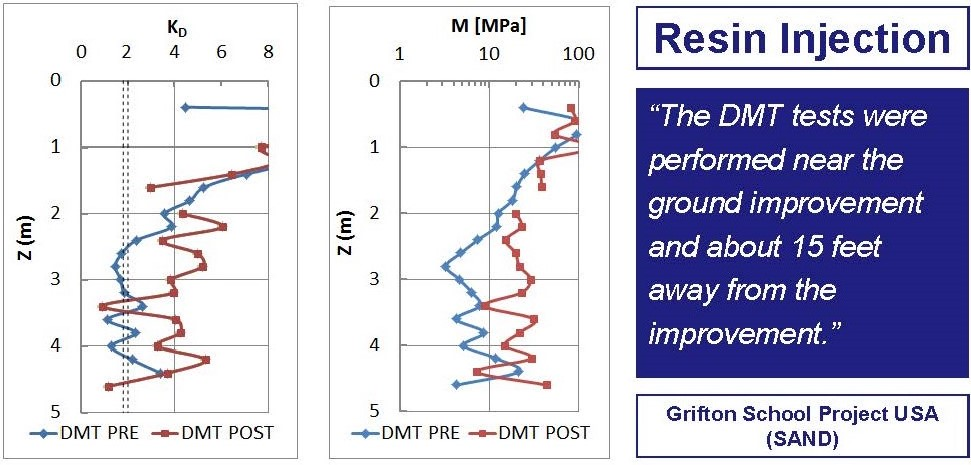 K_D
0 2 4 6 8
0
1
2
3
4
5
Z (m)
DMT PRE DMT POST
M [MPa]
1 10 100
0
1
2
3
4
5
Z (m)
DMT PRE DMT POST
Resin Injection
“The DMT tests were
performed near the
ground improvement
and about 15 feet
away from the
improvement.”
Grifton School Project USA
(SAND)